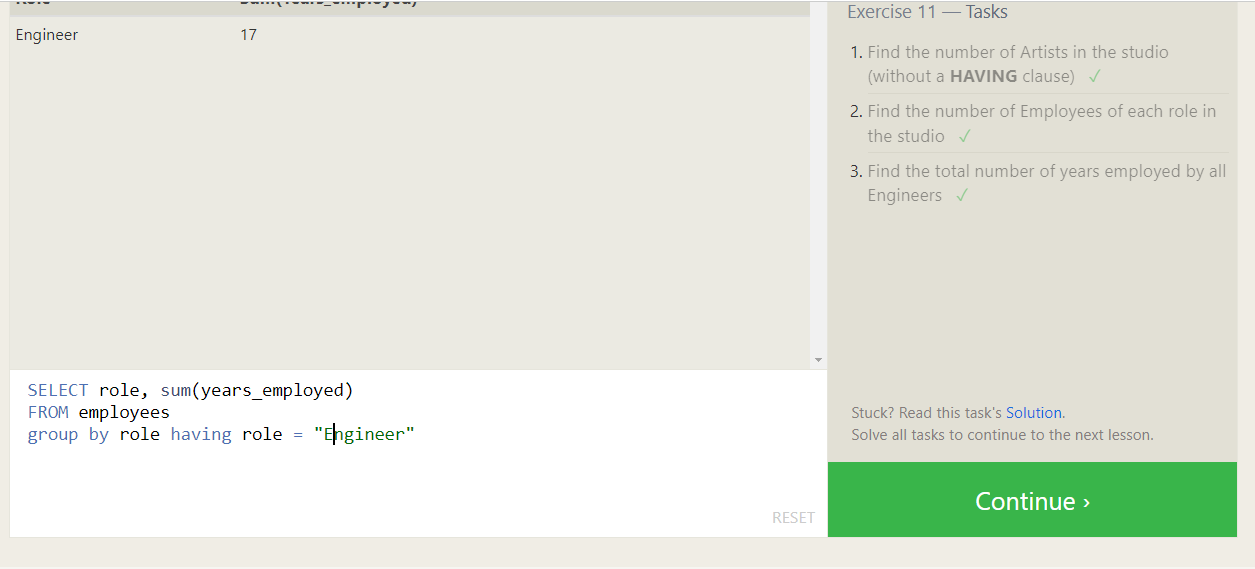 Role Sum(Years_employed)
Engineer 17
SELECT role, sum(years_employed)
FROM employees
group by role having role = "Engineer"
RESET
Exercise 11 — Tasks
1. Find the number of Artists in the studio
(without a HAVING clause) ✓
2. Find the number of Employees of each role in
the studio ✓
3. Find the total number of years employed by all
Engineers ✓
Stuck? Read this task's Solution.
Solve all tasks to continue to the next lesson.
Continue ›